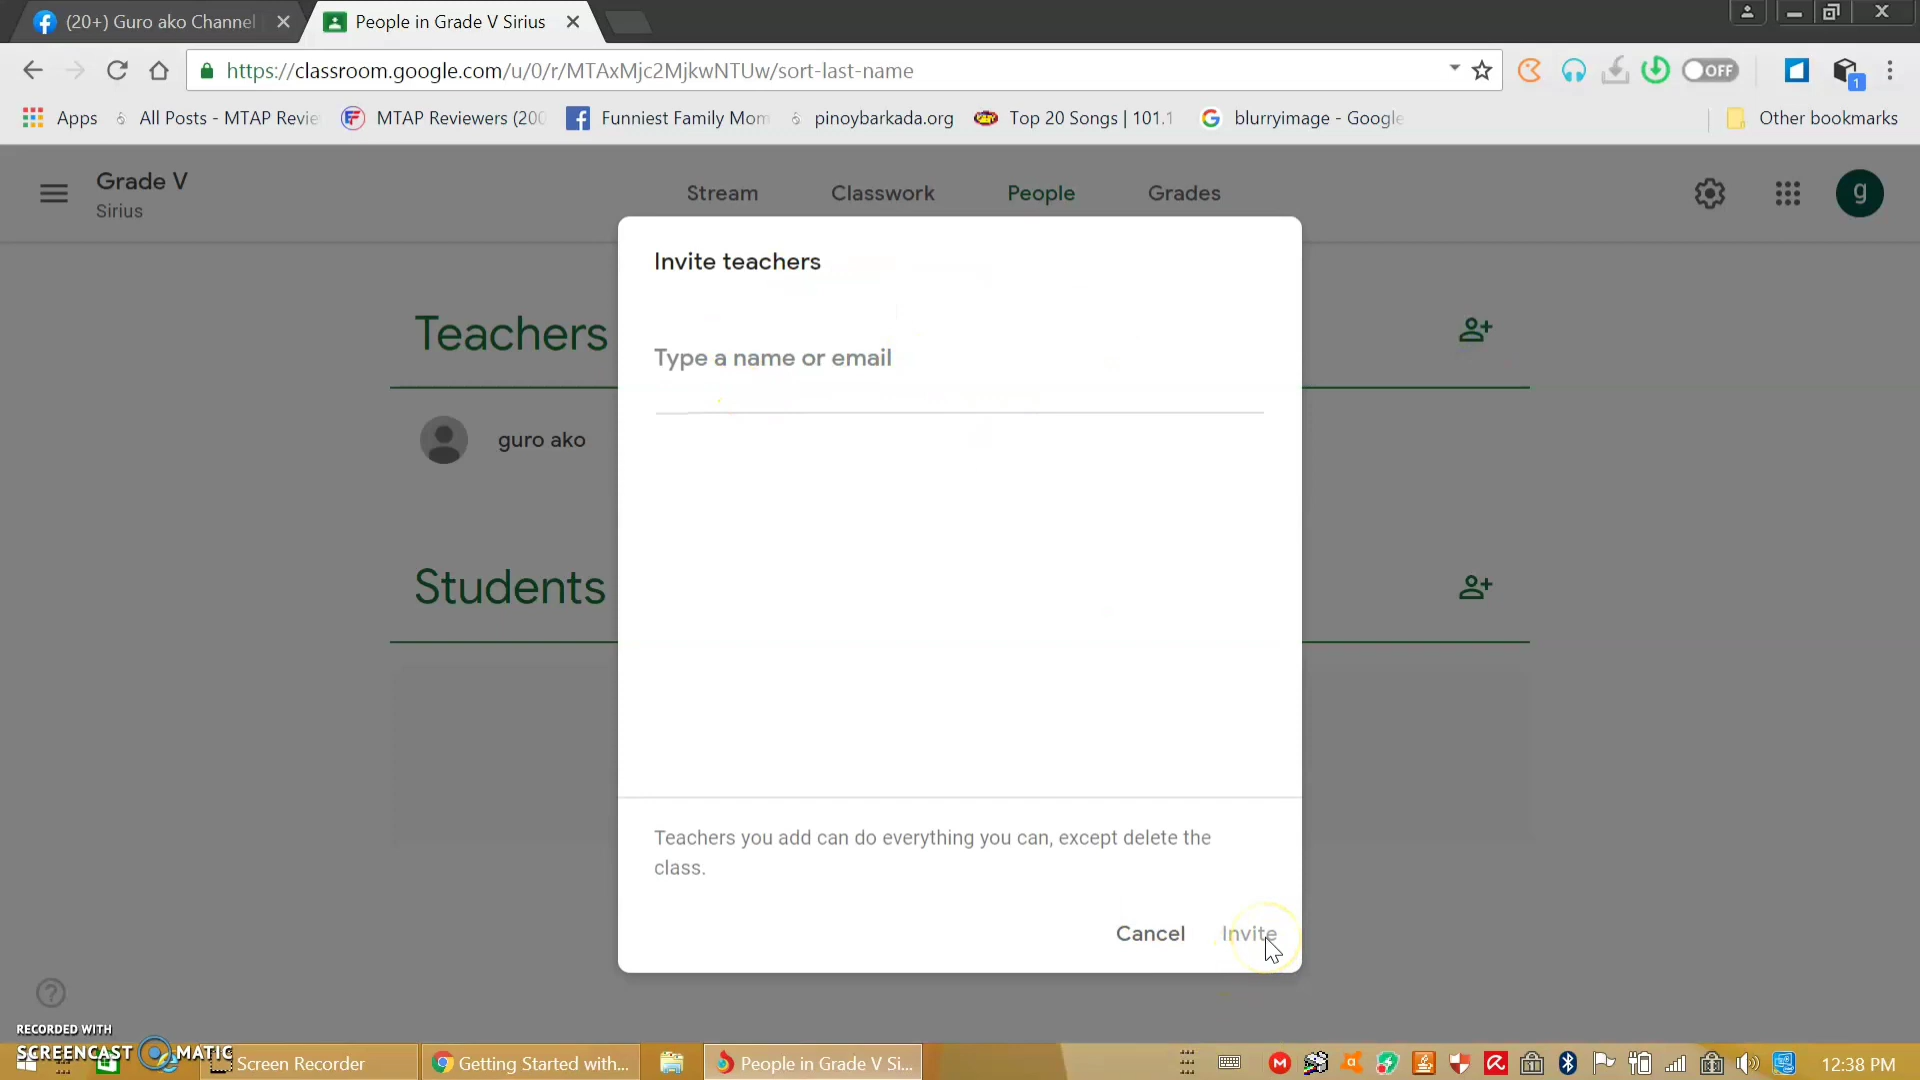 (20+) Guro ako Channel
People in Grade V Sirius
https://classroom.google.com/u/0/r/MTAxMjc2MjkwNTUw/sort-last-name
OFF
1
Apps
All Posts - MTAP Revie
MTAP Reviewers (200
Funniest Family Mom
pinoybarkada.org
Top 20 Songs | 101.1
blurryimage - Google
Other bookmarks
Grade V
Sirius
Stream
Classwork
People
Grades
g
Invite teachers
Teachers
Type a name or email
guro ako
Students
Teachers you add can do everything you can, except delete the
class.
Cancel
Invite
RECORDED WITH
SCREENCAST MATIC
Screen Recorder
Getting Started with...
People in Grade V Si...
12:38 PM